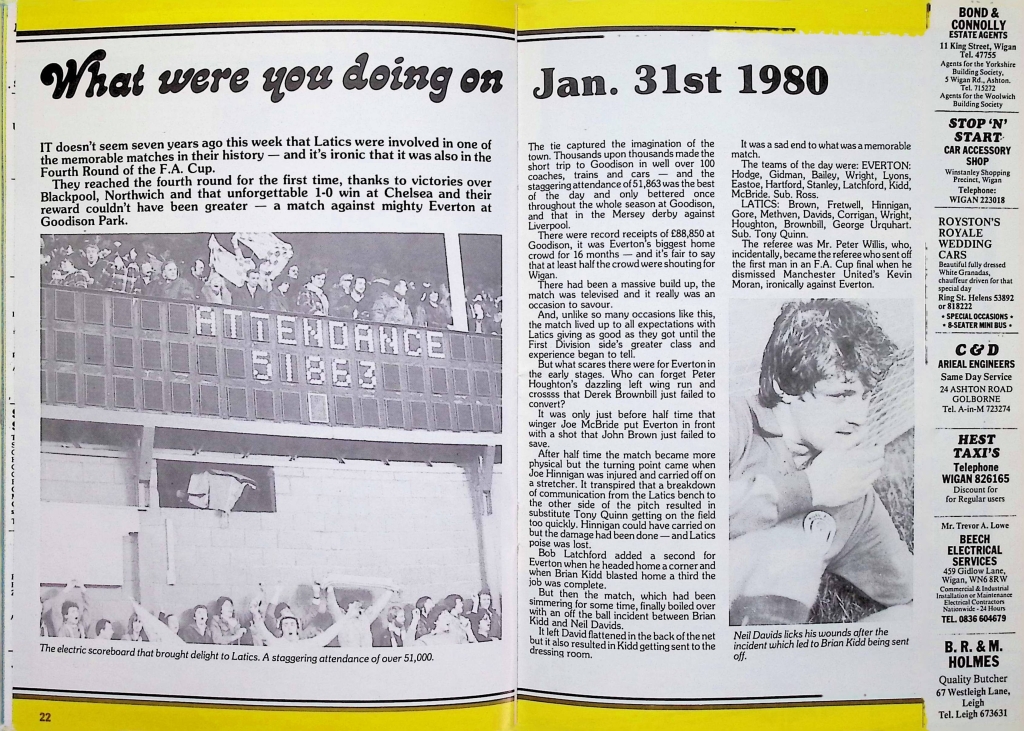 What were you doing on Jan. 31st 1980
IT doesn't seem seven years ago this week that Latics were involved in one of
the memorable matches in their history — and it's ironic that it was also in the
Fourth Round of the F.A. Cup.
They reached the fourth round for the first time, thanks to victories over
Blackpool, Northwich and that unforgettable 1-0 win at Chelsea and their
reward couldn't have been greater — a match against mighty Everton at
Goodison Park.
ATTENDANCE
51863
The electric scoreboard that brought delight to Latics. A staggering attendance of over 51,000.
22
The tie captured the imagination of the
town. Thousands upon thousands made the
short trip to Goodison in well over 100
coaches, trains and cars — and the
staggering attendance of 51,863 was the best
of the day and only bettered once
throughout the whole season at Goodison,
and that in the Mersey derby against
Liverpool.
There were record receipts of £88,850 at
Goodison, it was Everton's biggest home
crowd for 16 months — and it's fair to say
that at least half the crowd were shouting for
Wigan.
There had been a massive build up, the
match was televised and it really was an
occasion to savour.
And, unlike so many occasions like this,
the match lived up to all expectations with
Latics giving as good as they got until the
First Division side's greater class and
experience began to tell.
But what scares there were for Everton in
the early stages. Who can forget Peter
Houghton's dazzling left wing run and
crossss that Derek Brownbill just failed to
convert?
It was only just before half time that
winger Joe McBride put Everton in front
with a shot that John Brown just failed to
save.
After half time the match became more
physical but the turning point came when
Joe Hinnigan was injured and carried off on
a stretcher. It transpired that a breakdown
of communication from the Latics bench to
the other side of the pitch resulted in
substitute Tony Quinn getting on the field
too quickly. Hinnigan could have carried on
but the damage had been done — and Latics
poise was lost.
Bob Latchford added a second for
Everton when he headed home a corner and
when Brian Kidd blasted home a third the
job was complete.
But then the match, which had been
simmering for some time, finally boiled over
with an off the ball incident between Brian
Kidd and Neil Davids.
It left David flattened in the back of the net
but it also resulted in Kidd getting sent to the
dressing room.
It was a sad end to what was a memorable
match.
The teams of the day were: EVERTON:
Hodge, Gidman, Bailey, Wright, Lyons,
Eastoe, Hartford, Stanley, Latchford, Kidd,
McBride. Sub. Ross.
LATICS: Brown, Fretwell, Hinnigan,
Gore, Methven, Davids, Corrigan, Wright,
Houghton, Brownbill, George Urquhart.
Sub. Tony Quinn.
The referee was Mr. Peter Willis, who,
incidentally, became the referee who sent off
the first man in an F.A. Cup final when he
dismissed Manchester United's Kevin
Moran, ironically against Everton.
Neil Davids licks his wounds after the
incident which led to Brian Kidd being sent
off.
BOND &
CONNOLLY
ESTATE AGENTS
11 King Street, Wigan
Tel. 47755
Agents for the Yorkshire
Building Society,
5 Wigan Rd., Ashton.
Tel. 715272
Agents for the Woolwich
Building Society
STOP 'N'
START
CAR ACCESSORY
SHOP
Winstanley Shopping
Precinct, Wigan
Telephone:
WIGAN 223018
ROYSTON'S
ROYALE
WEDDING
CARS
Beautiful fully dressed
White Granadas,
chauffeur driven for that
special day
Ring St. Helens 53892
or 818222
• SPECIAL OCCASIONS •
• 8-SEATER MINI BUS •
C & D
ARIEAL ENGINEERS
Same Day Service
24 ASHTON ROAD
GOLBORNE
Tel. A-in-M 723274
HEST
TAXI'S
Telephone
WIGAN 826165
Discount for
for Regular users
Mr. Trevor A. Lowe
BEECH
ELECTRICAL
SERVICES
459 Gidlow Lane,
Wigan, WN6 8RW
Commercial & Industrial
Installation or Maintenance
Electrical Contractors
Nationwide - 24 Hours
TEL. 0836 604679
B. R. & M.
HOLMES
Quality Butcher
67 Westleigh Lane,
Leigh
Tel. Leigh 673631